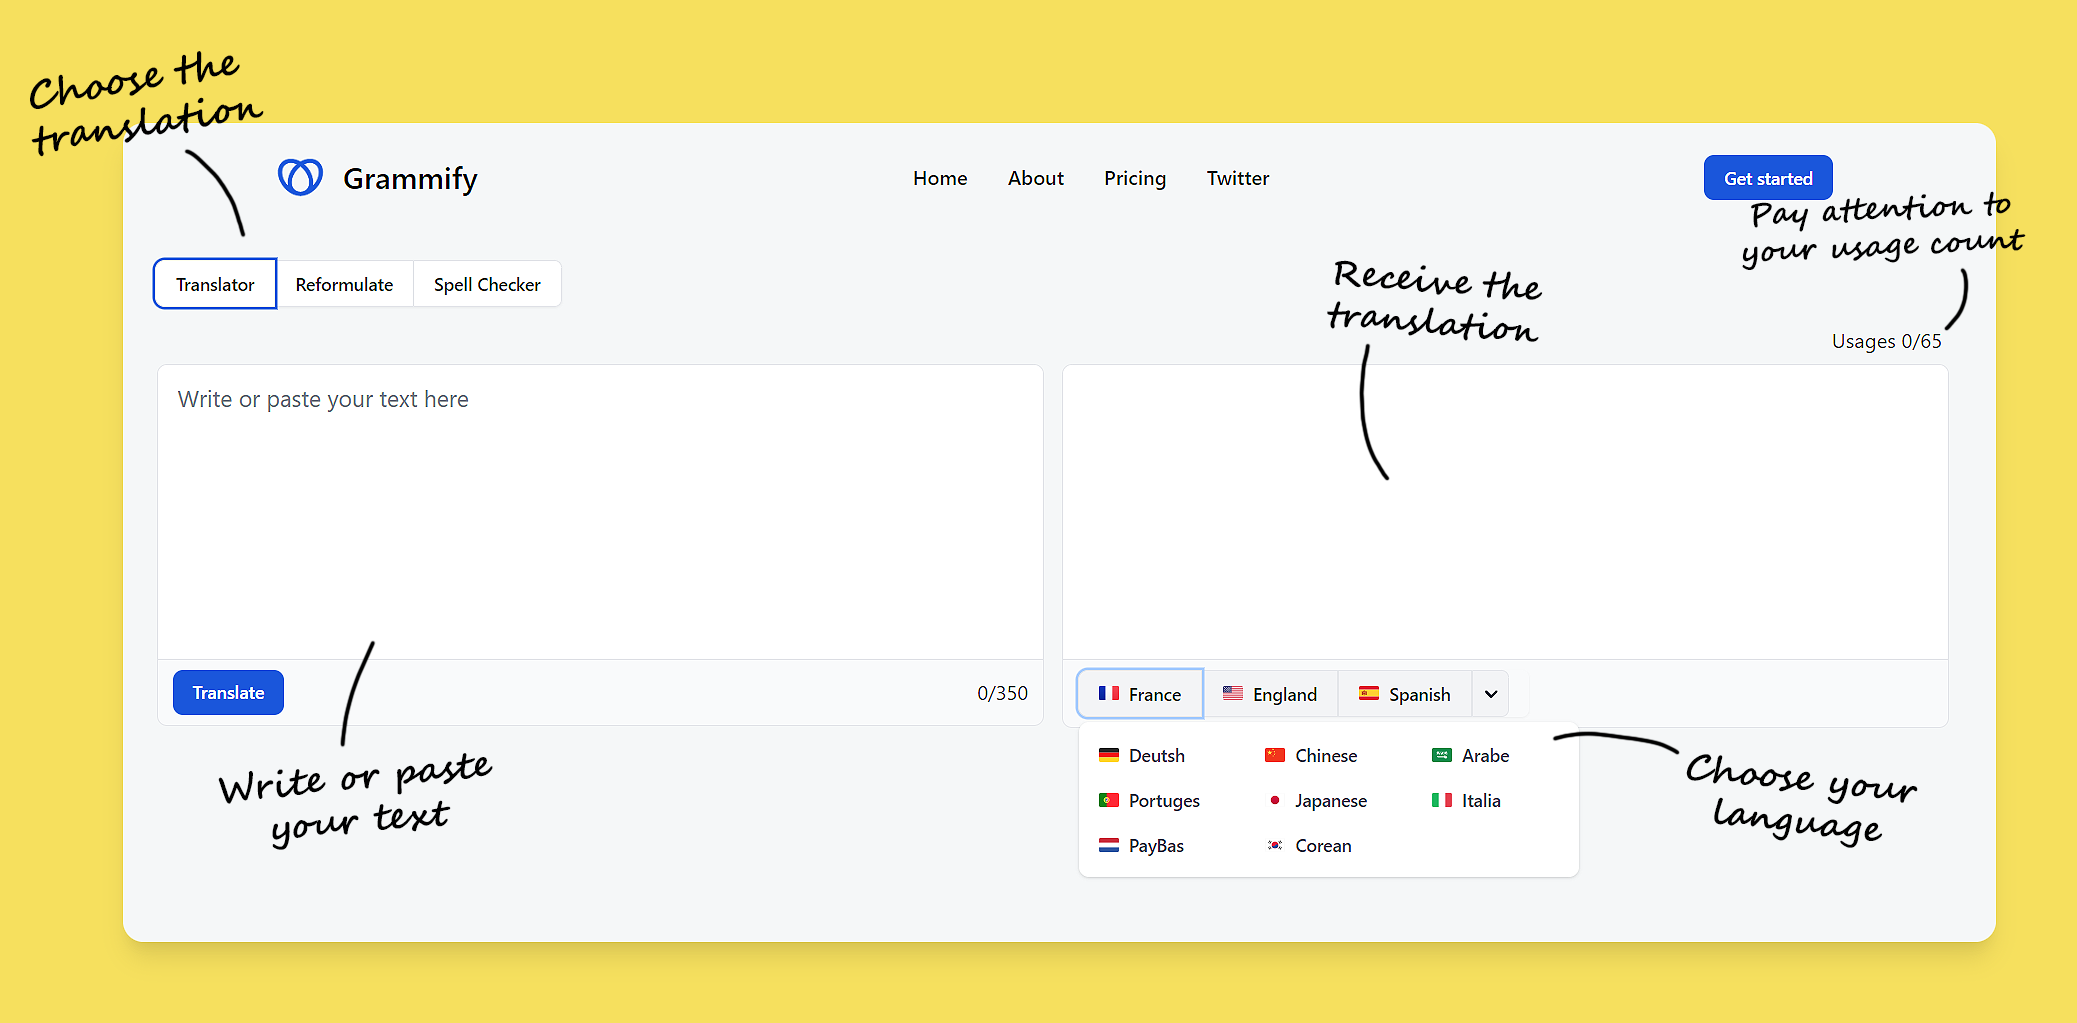 Choose the
translation
Grammify
Home About Pricing Twitter
Get started
Pay attention to
your usage count
Translator Reformulate Spell Checker
Receive the
translation
Usages 0/65
Write or paste your text here
Translate
0/350
France England Spanish
Deutsh Chinese Arabe
Portuges Japanese Italia
PayBas Corean
Write or paste
your text
Choose your
language